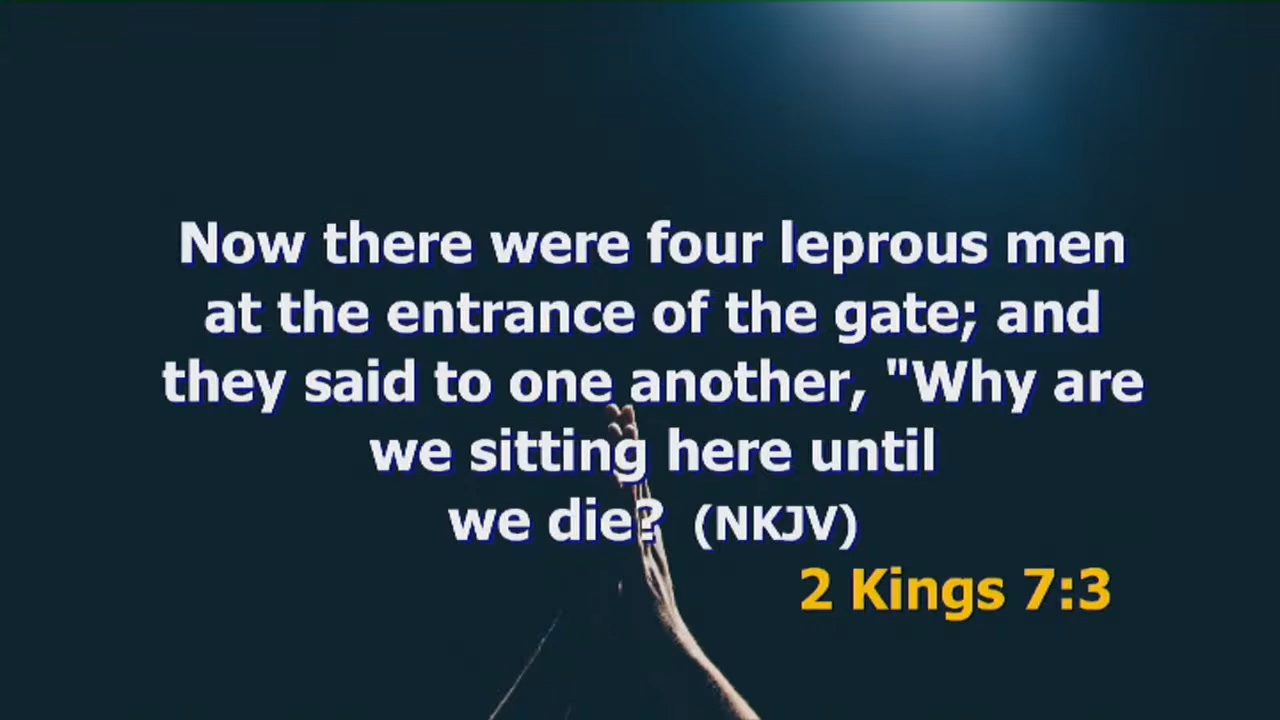 Now there were four leprous men
at the entrance of the gate; and
they said to one another, "Why are
we sitting here until
we die? (NKJV)
2 Kings 7:3